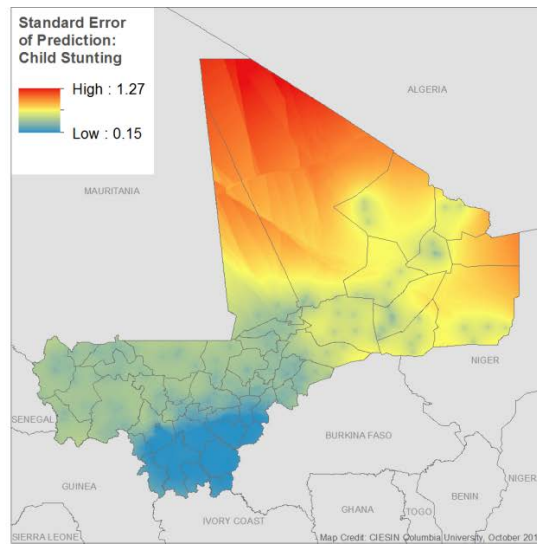 Standard Error
of Prediction:
Child Stunting
High : 1.27
Low : 0.15
ALGERIA
MAURITANIA
NIGER
SENEGAL
BURKINA FASO
GUINEA
BENIN
NIGER
IVORY COAST
GHANA
TOGO
SIERRA LEONE
Map Credit: CIESIN Columbia University, October 201